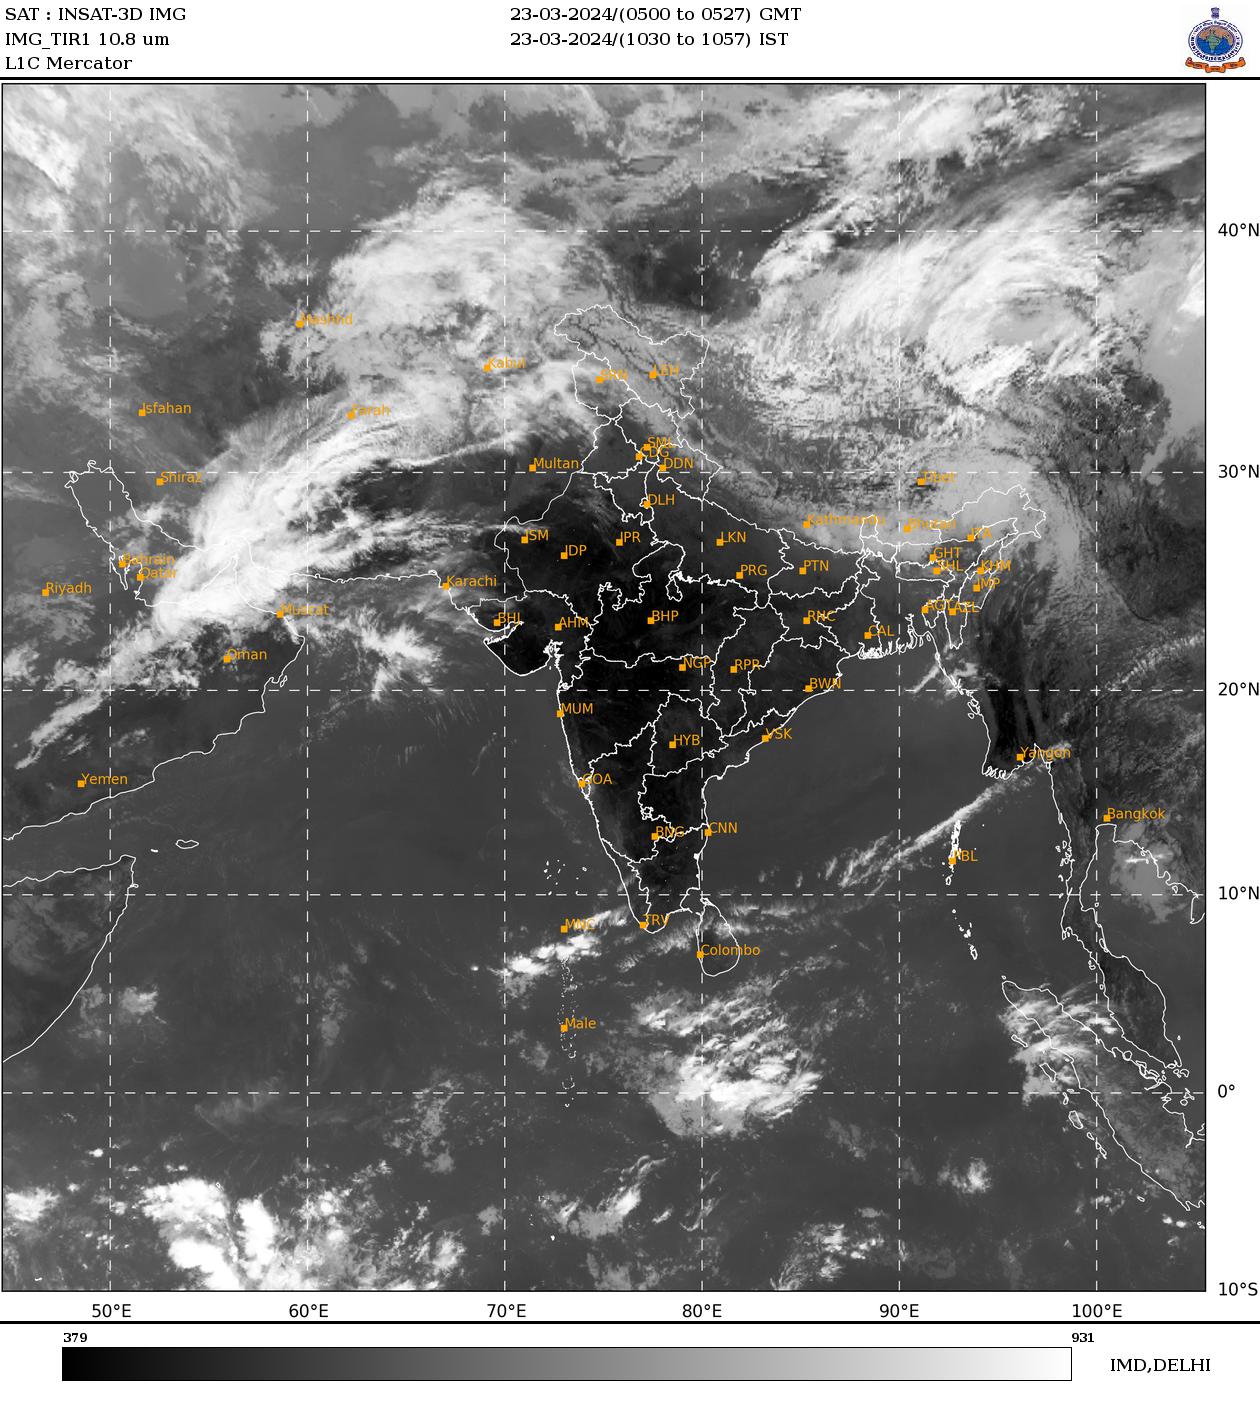 SAT : INSAT-3D IMG
23-03-2024/(0500 to 0527) GMT
IMG_TIR1 10.8 um
23-03-2024/(1030 to 1057) IST
L1C Mercator
40°N
Mashhd
Kabul
SRN
LEH
Isfahan
Farah
SML
CDG
Multan
DDN
30°N
Shiraz
Tibet
DLH
Kathmandu
Bhutan
JSM
JPR
LKN
ITA
JDP
GHT
Bahrain
PRG
PTN
SHL
KHM
Qatar
Karachi
IMP
Riyadh
Muscat
BHJ
AHM
BHP
RNC
AGT
AZL
CAL
Oman
NGP
RPR
BWN
20°N
MUM
HYB
VSK
Yangon
Yemen
GOA
Bangkok
BNG
CNN
PBL
10°N
MNC
TRV
Colombo
Male
0°
10°S
50°E
60°E
70°E
80°E
90°E
100°E
379
931
IMD,DELHI